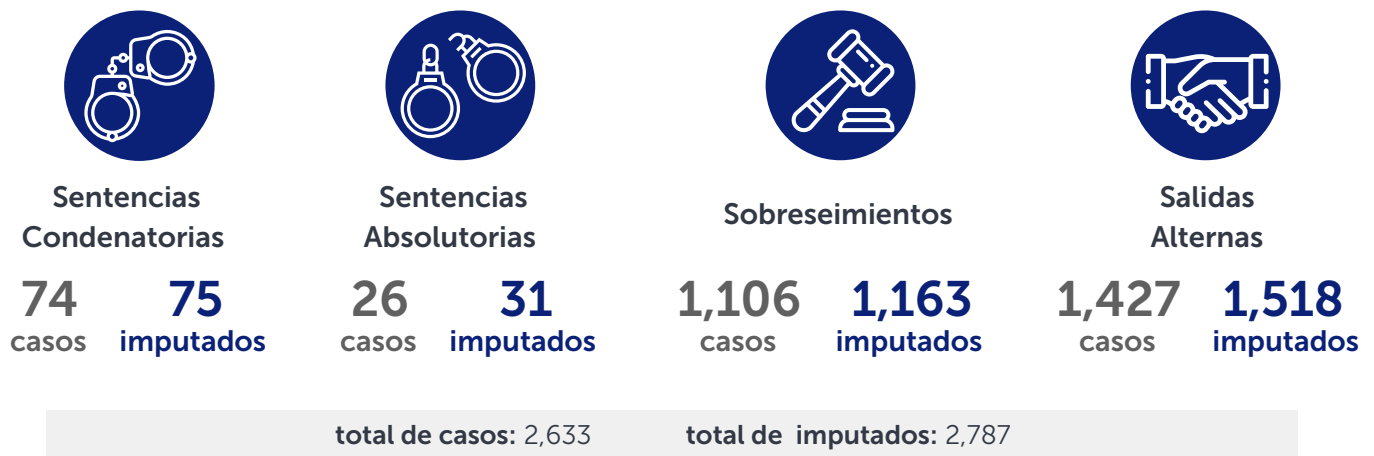 Sentencias
Condenatorias
74 casos
75 imputados
Sentencias
Absolutorias
26 casos
31 imputados
Sobreseimientos
1,106 casos
1,163 imputados
Salidas
Alternas
1,427 casos
1,518 imputados
total de casos: 2,633 total de imputados: 2,787